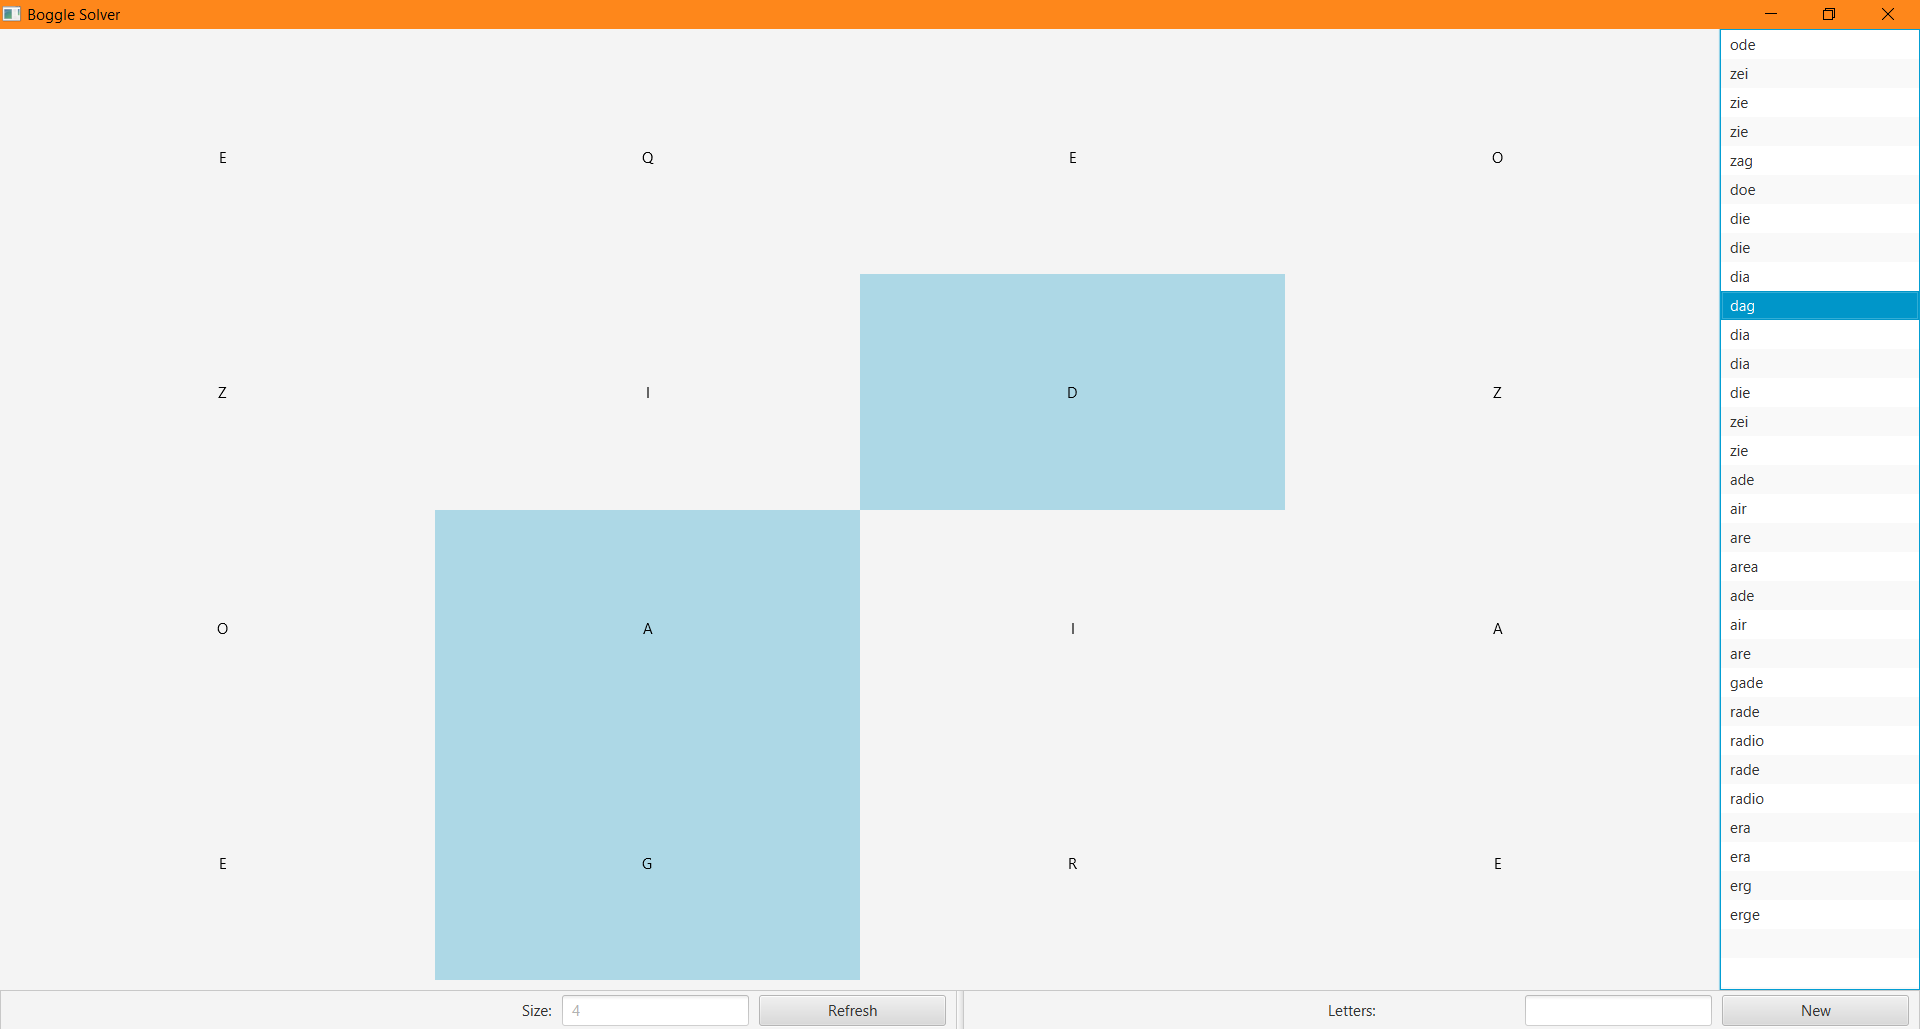 Boggle Solver
E Q E O
Z I D Z
O A I A
E G R E
ode
zei
zie
zie
zag
doe
die
die
dia
dag
dia
dia
die
zei
zie
ade
air
are
area
ade
air
are
gade
rade
radio
rade
radio
era
era
erg
erge
Size: 4 Refresh Letters: New